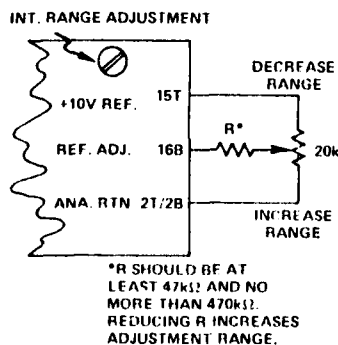 INT. RANGE ADJUSTMENT
DECREASE
RANGE
+10V REF. 15T
R*
REF. ADJ. 16B
20k
ANA. RTN 2T/2B
INCREASE
RANGE
*R SHOULD BE AT
LEAST 47kΩ AND NO
MORE THAN 470kΩ.
REDUCING R INCREASES
ADJUSTMENT RANGE.